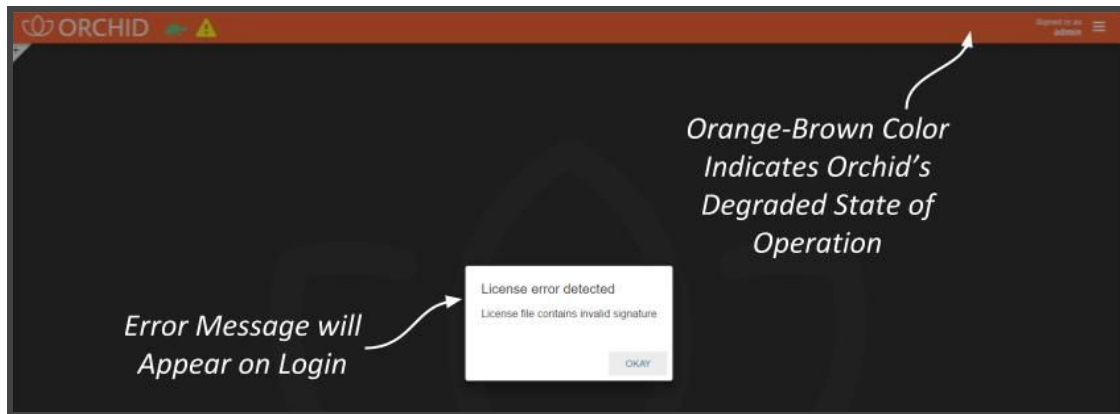 ORCHID
Signed in as
admin
Orange-Brown Color
Indicates Orchid's
Degraded State of
Operation
License error detected
License file contains invalid signature
OKAY
Error Message will
Appear on Login